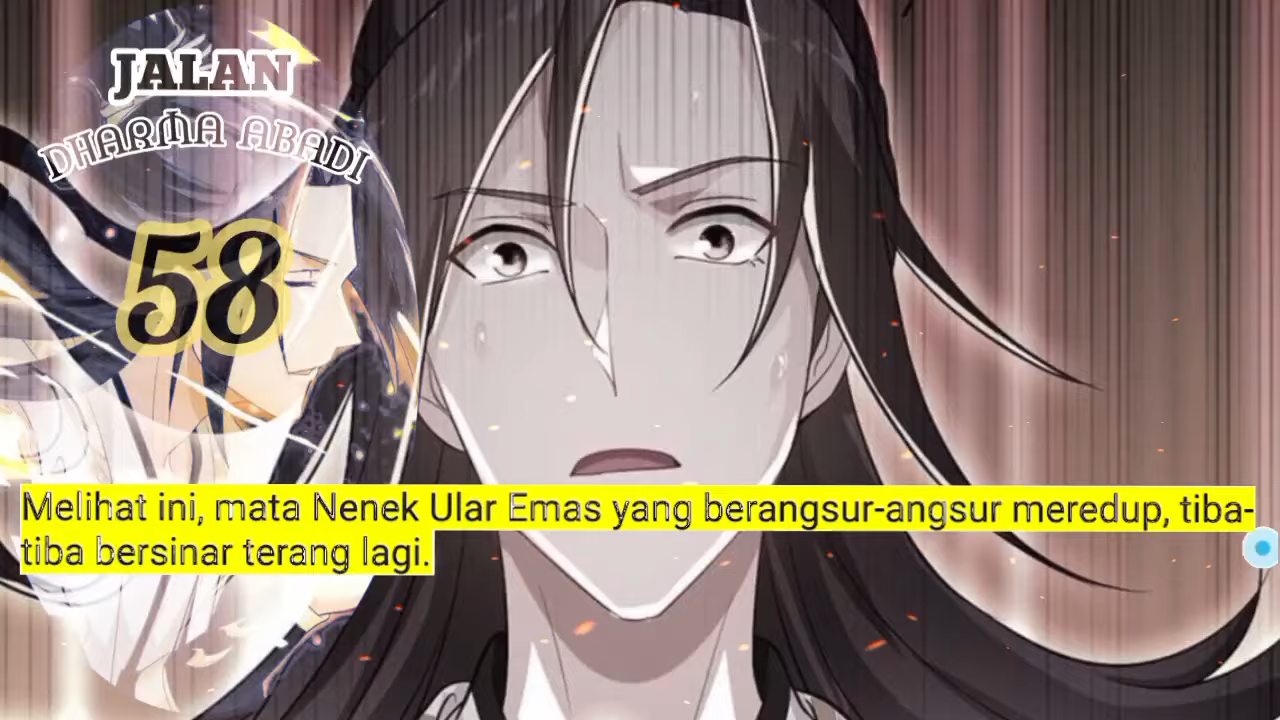 JALAN
DHARMA ABADI
58
Melihat ini, mata Nenek Ular Emas yang berangsur-angsur meredup, tiba-
tiba bersinar terang lagi.